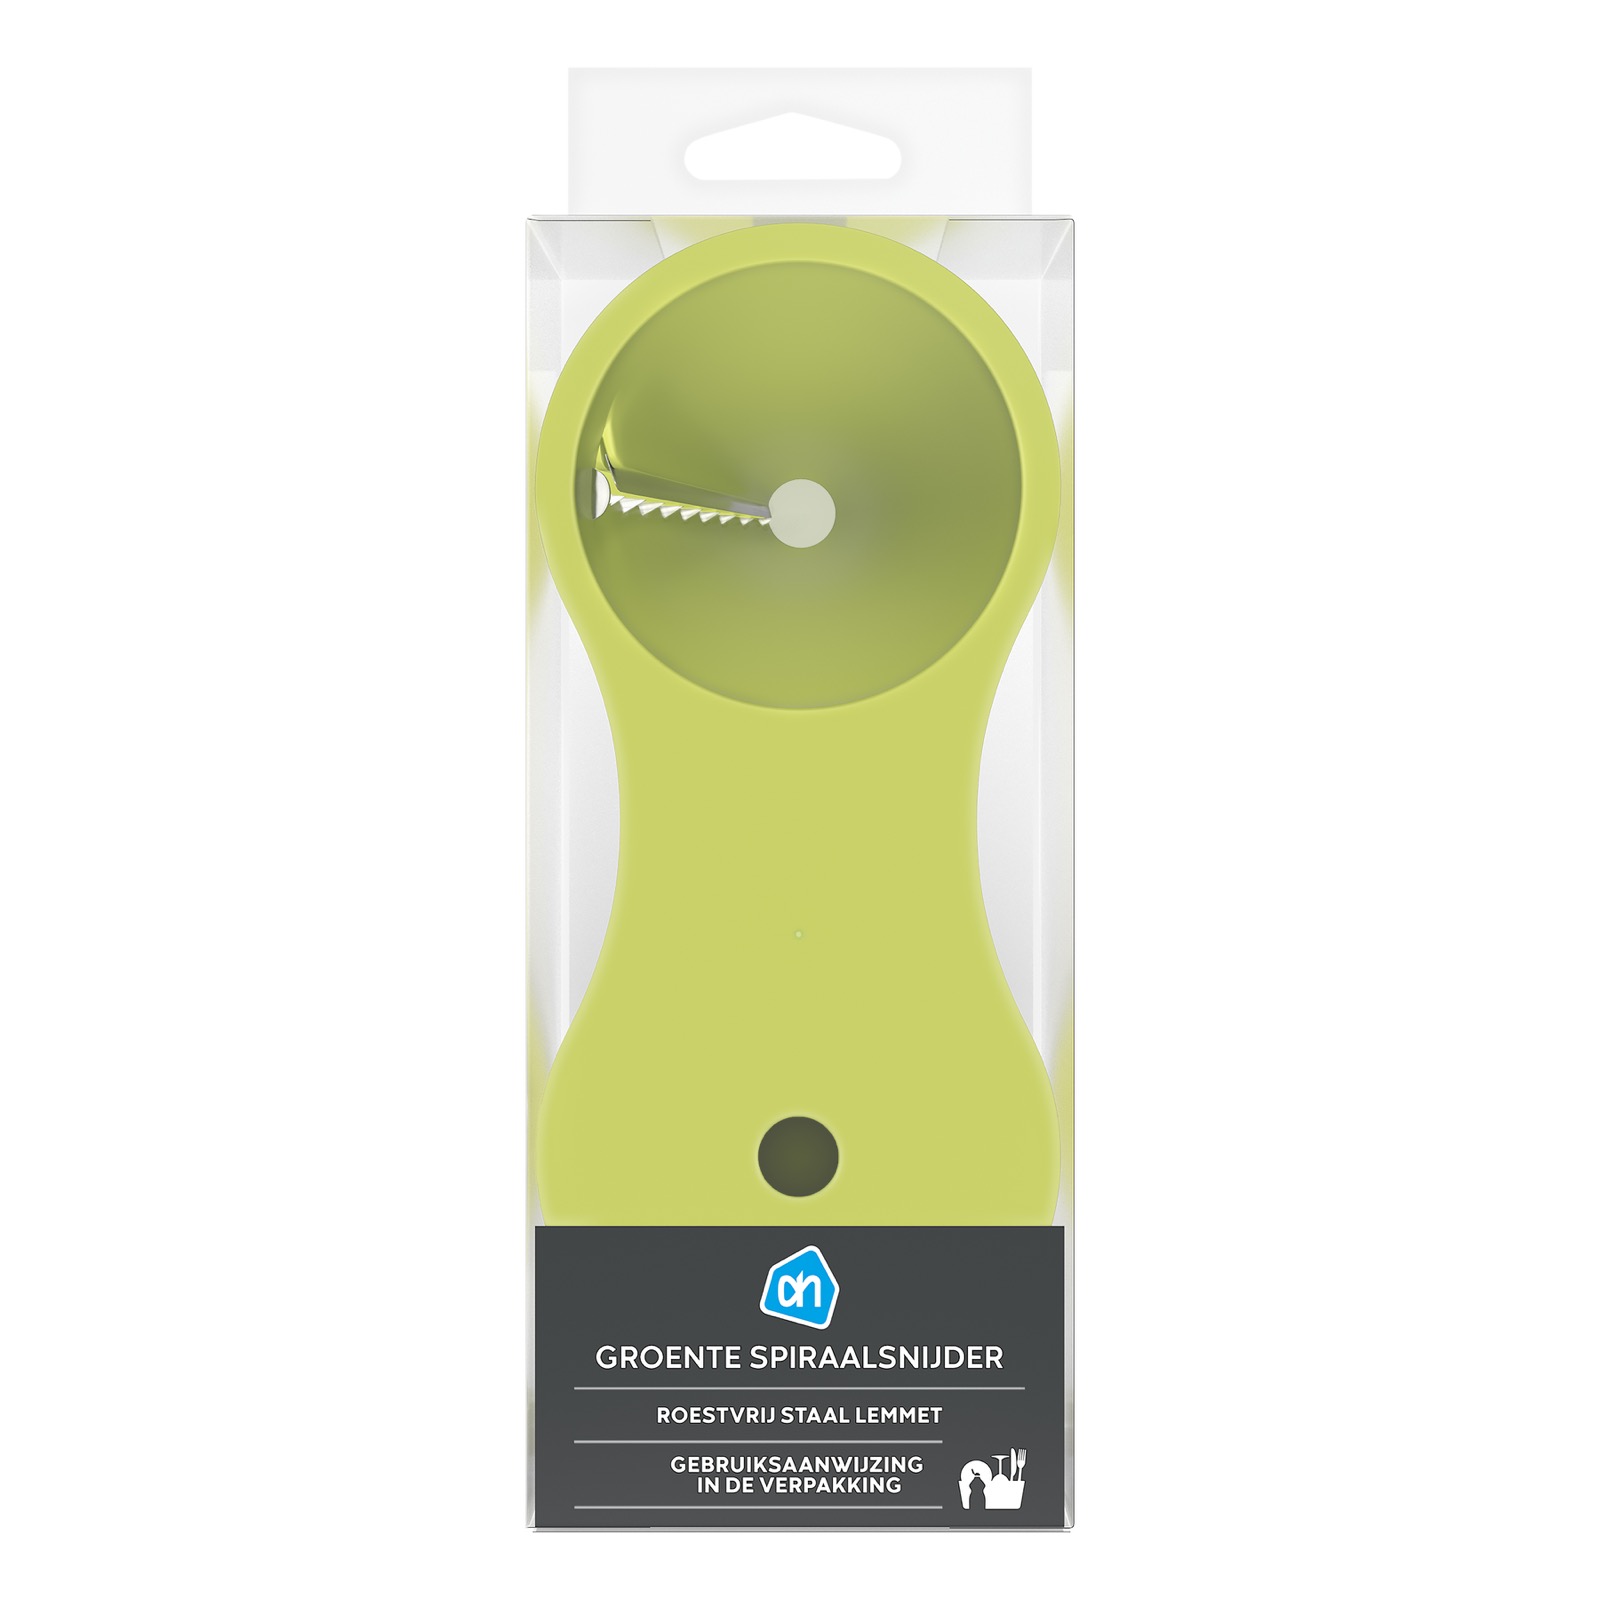 ah
GROENTE SPIRAALSNIJDER
ROESTVRIJ STAAL LEMMET
GEBRUIKSAANWIJZING
IN DE VERPAKKING